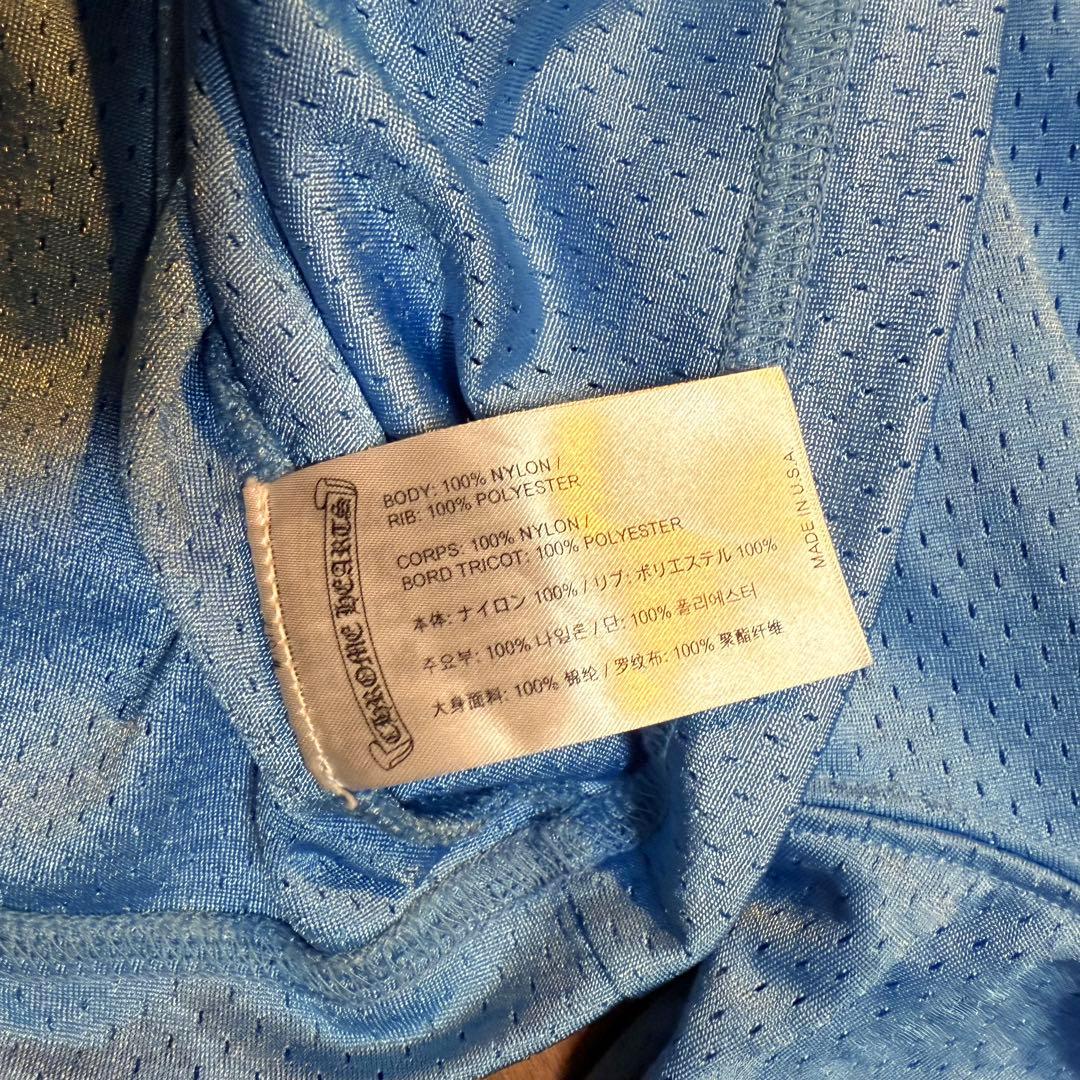 CHROME HEARTS
BODY: 100% NYLON /
RIB: 100% POLYESTER
CORPS: 100% NYLON /
BORD TRICOT: 100% POLYESTER
本体: ナイロン 100% / リブ: ポリエステル 100%
주요부: 100% 나일론 / 단: 100% 폴리에스터
大身面料: 100% 锦纶 / 罗纹布: 100% 聚酯纤维
MADE IN U.S.A.